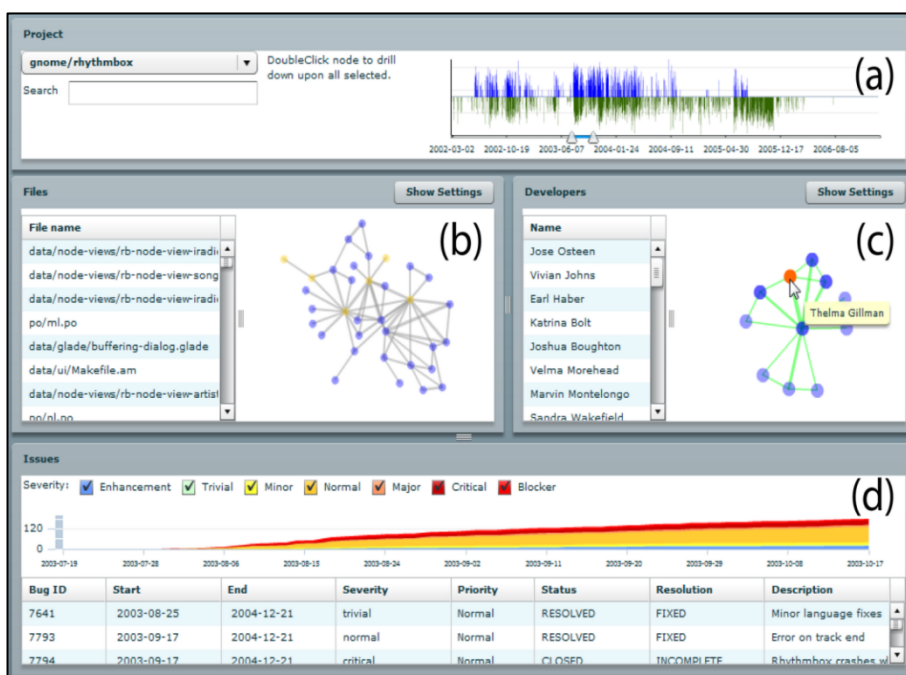 Project
gnome/rhythmbox
DoubleClick node to drill
down upon all selected.
Search
(a)
2002-03-02 2002-10-19 2003-06-07 2004-01-24 2004-09-11 2005-04-30 2005-12-17 2006-08-05
Files
Show Settings
File name
(b)
data/node-views/rb-node-view-iradi
data/node-views/rb-node-view-song
data/node-views/rb-node-view-iradi
po/ml.po
data/glade/buffering-dialog.glade
data/ui/Makefile.am
data/node-views/rb-node-view-artist
po/nl.po
Developers
Show Settings
Name
(c)
Jose Osteen
Vivian Johns
Earl Haber
Katrina Bolt
Joshua Boughton
Velma Morehead
Marvin Montelongo
Sandra Wakefield
Thelma Gillman
Issues
Severity: Enhancement Trivial Minor Normal Major Critical Blocker
(d)
120
0
2003-07-19 2003-07-28 2003-08-06 2003-08-15 2003-08-24 2003-09-02 2003-09-11 2003-09-20 2003-09-29 2003-10-08 2003-10-17
Bug ID Start End Severity Priority Status Resolution Description
7641 2003-08-25 2004-12-21 trivial Normal RESOLVED FIXED Minor language fixes
7793 2003-09-17 2004-12-21 normal Normal RESOLVED FIXED Error on track end
7794 2003-09-17 2004-12-21 critical Normal CLOSED INCOMPLETE Rhythmbox crashes w